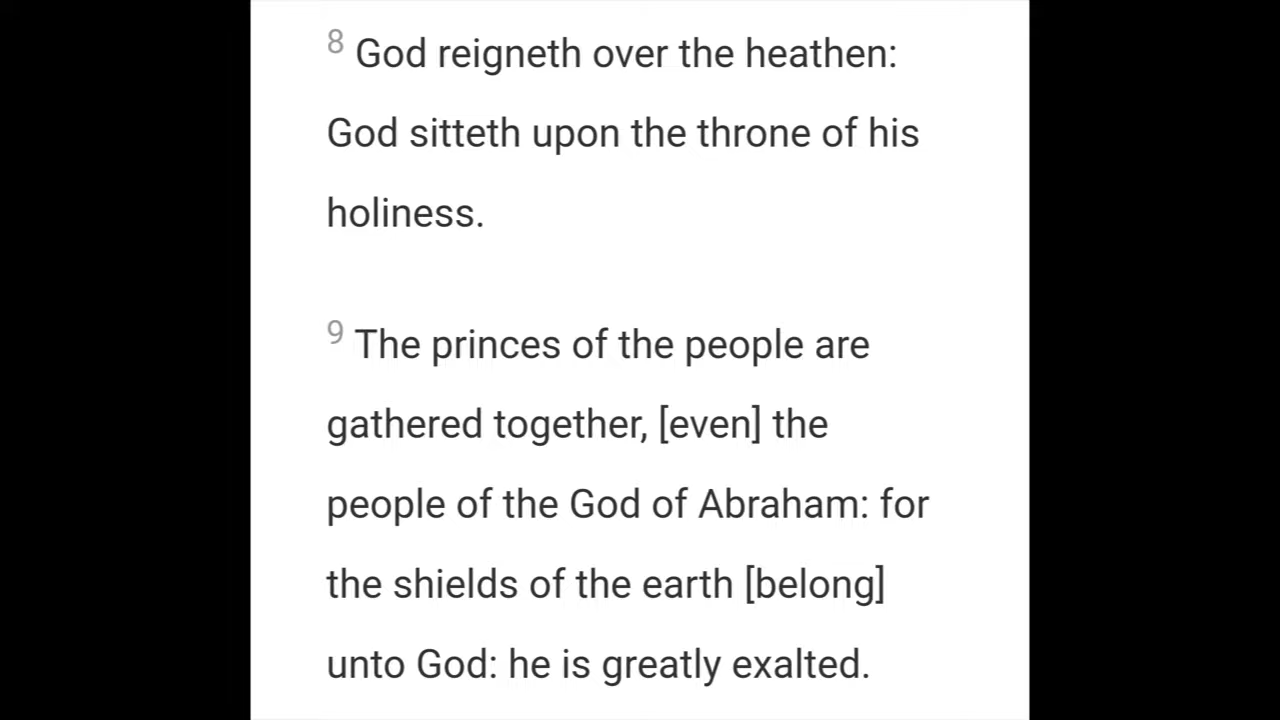 8 God reigneth over the heathen:
God sitteth upon the throne of his
holiness.
9 The princes of the people are
gathered together, [even] the
people of the God of Abraham: for
the shields of the earth [belong]
unto God: he is greatly exalted.